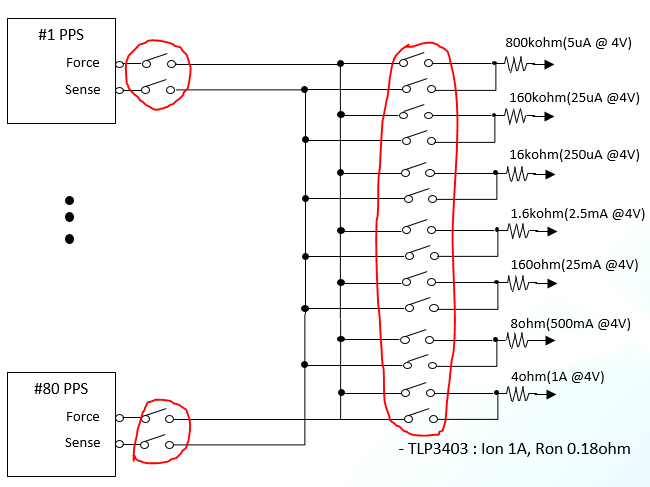 #1 PPS
Force
Sense
800kohm(5uA @ 4V)
160kohm(25uA @4V)
16kohm(250uA @4V)
1.6kohm(2.5mA @4V)
160ohm(25mA @4V)
8ohm(500mA @4V)
4ohm(1A @4V)
#80 PPS
Force
Sense
- TLP3403 : Ion 1A, Ron 0.18ohm